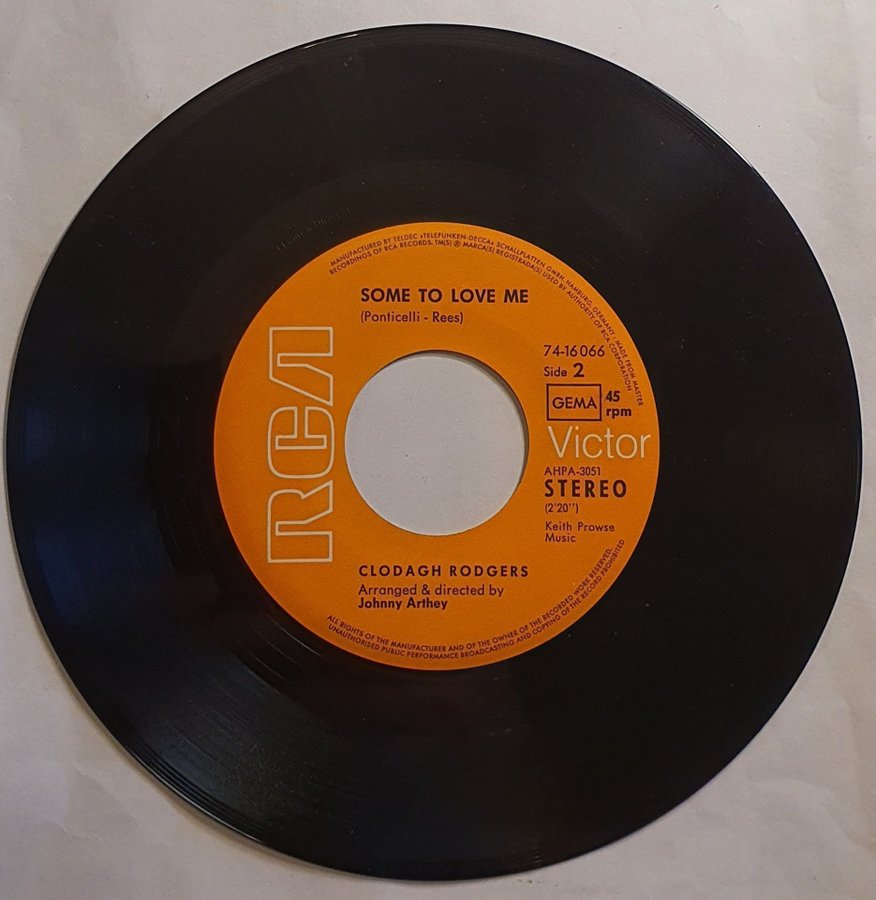 MANUFACTURED BY TELDEC »TELEFUNKEN-DECCA« SCHALLPLATTEN GMBH, HAMBURG, GERMANY · MADE FROM MASTER
RECORDINGS OF RCA RECORDS. TM(S) ® MARCA(S) REGISTRADA(S) USED BY AUTHORITY OF RCA CORPORATION
SOME TO LOVE ME
(Ponticelli - Rees)
RCA
74-16066
Side 2
GEMA
45
rpm
Victor
AHPA-3051
STEREO
(2'20'')
Keith Prowse
Music
CLODAGH RODGERS
Arranged & directed by
Johnny Arthey
ALL RIGHTS OF THE MANUFACTURER AND OF THE OWNER OF THE RECORDED WORK RESERVED.
UNAUTHORISED PUBLIC PERFORMANCE. BROADCASTING AND COPYING OF THE RECORD PROHIBITED